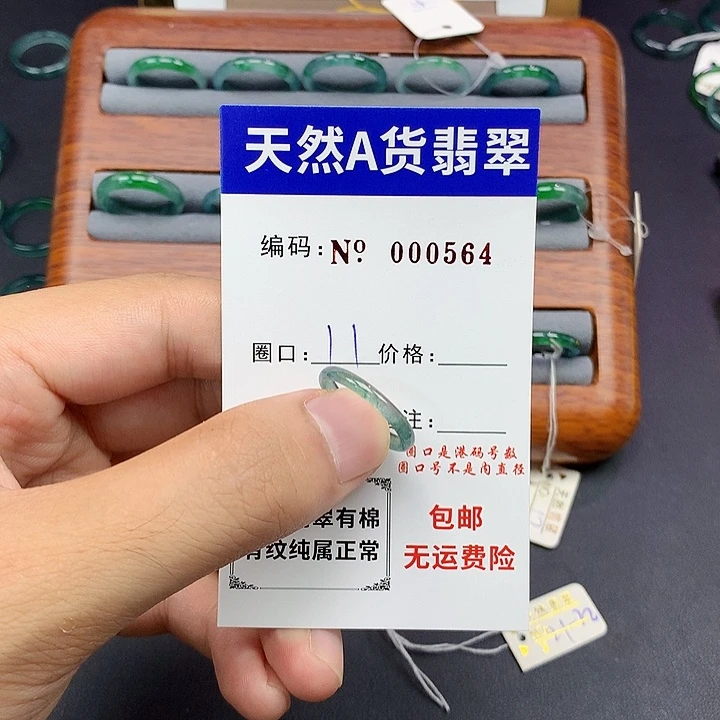 天然A货翡翠
编码:Nº. 000564
圈口: 11 价格:
注:
圈口是港码号数
圈口号不是内直径
翠有棉
有纹纯属正常
包邮
无运费险